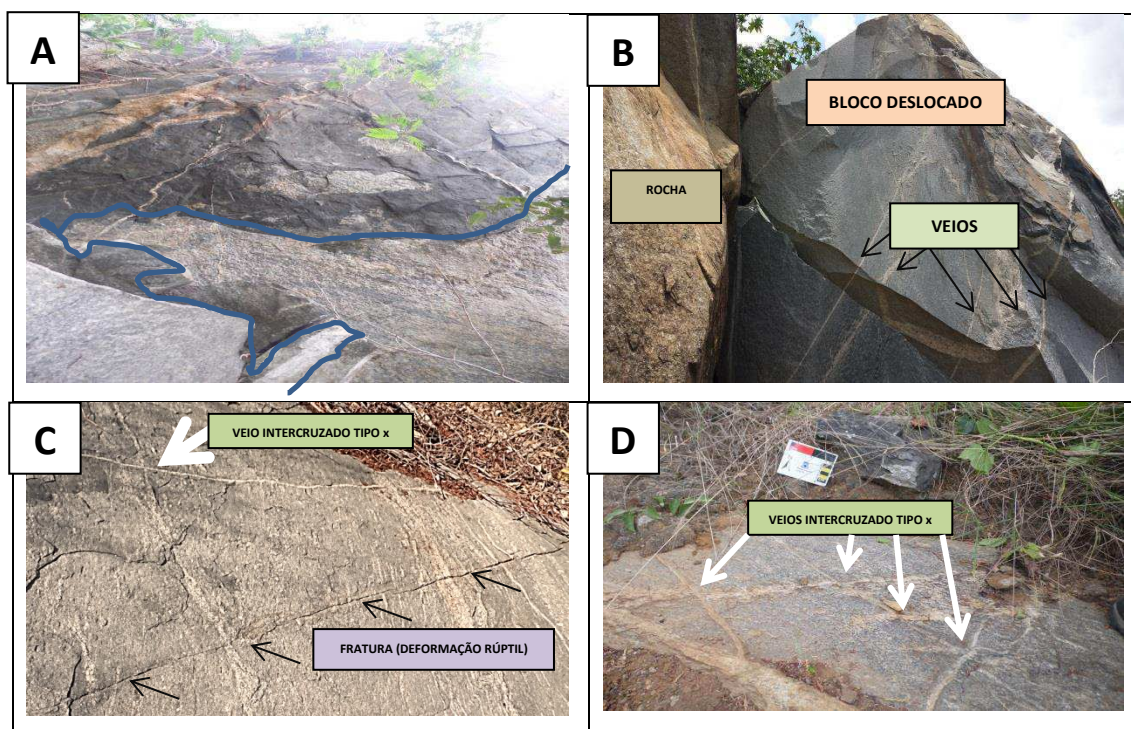 A
B
BLOCO DESLOCADO
ROCHA
VEIOS
C
VEIO INTERCRUZADO TIPO x
FRATURA (DEFORMAÇÃO RÚPTIL)
D
VEIOS INTERCRUZADO TIPO x